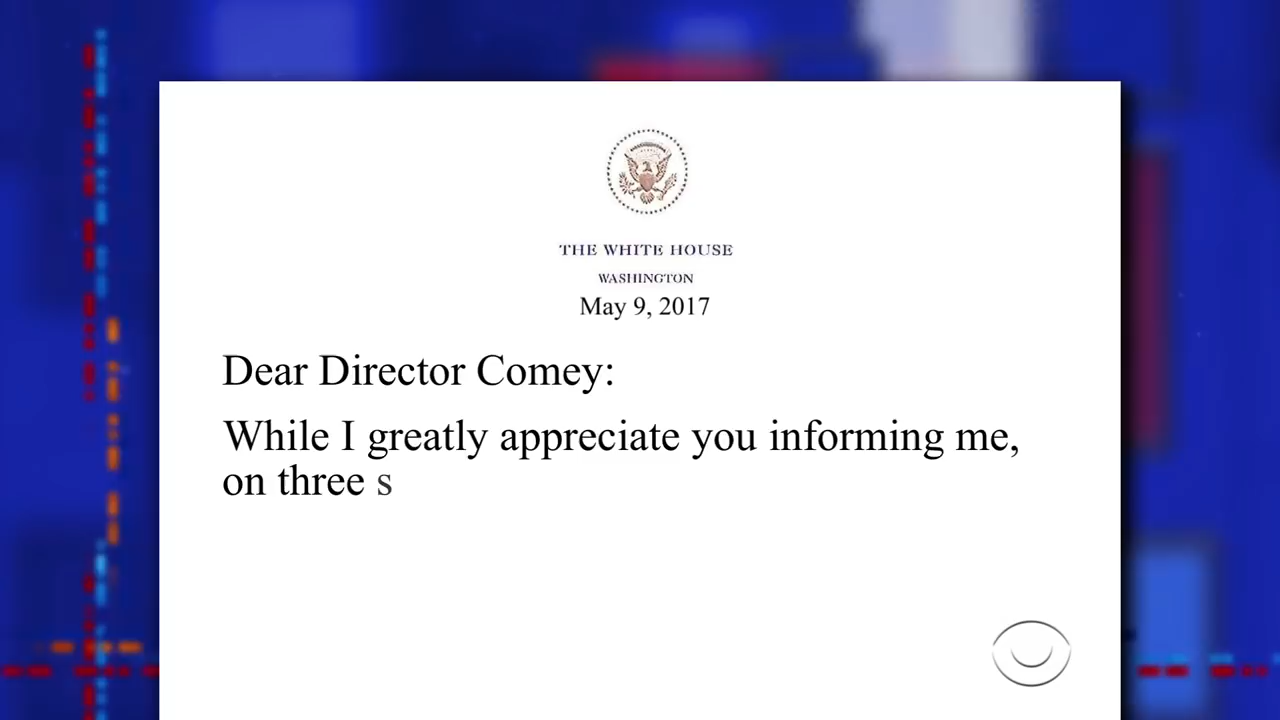 THE WHITE HOUSE
WASHINGTON
May 9, 2017
Dear Director Comey:
While I greatly appreciate you informing me,
on three s